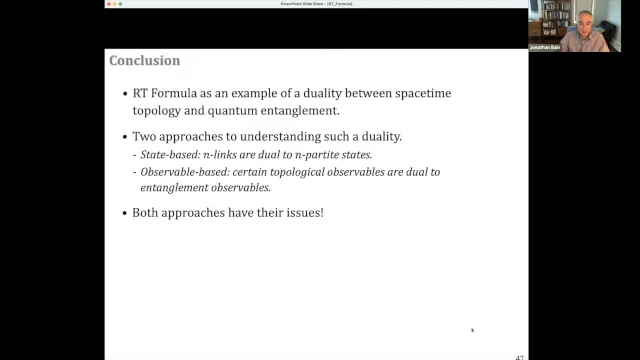 PowerPoint Slide Show - [RT_Formula]
Jonathan Bain
Conclusion
• RT Formula as an example of a duality between spacetime
topology and quantum entanglement.
• Two approaches to understanding such a duality.
- State-based: n-links are dual to n-partite states.
- Observable-based: certain topological observables are dual to
entanglement observables.
• Both approaches have their issues!
47